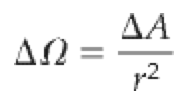 ΔΩ = ΔA / r²